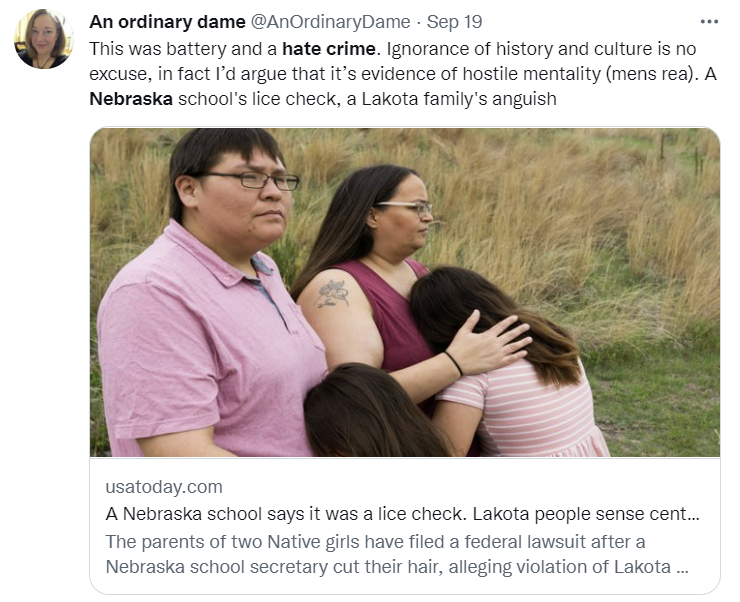 An ordinary dame @AnOrdinaryDame · Sep 19
This was battery and a hate crime. Ignorance of history and culture is no
excuse, in fact I’d argue that it’s evidence of hostile mentality (mens rea). A
Nebraska school's lice check, a Lakota family's anguish
usatoday.com
A Nebraska school says it was a lice check. Lakota people sense cent...
The parents of two Native girls have filed a federal lawsuit after a
Nebraska school secretary cut their hair, alleging violation of Lakota ...